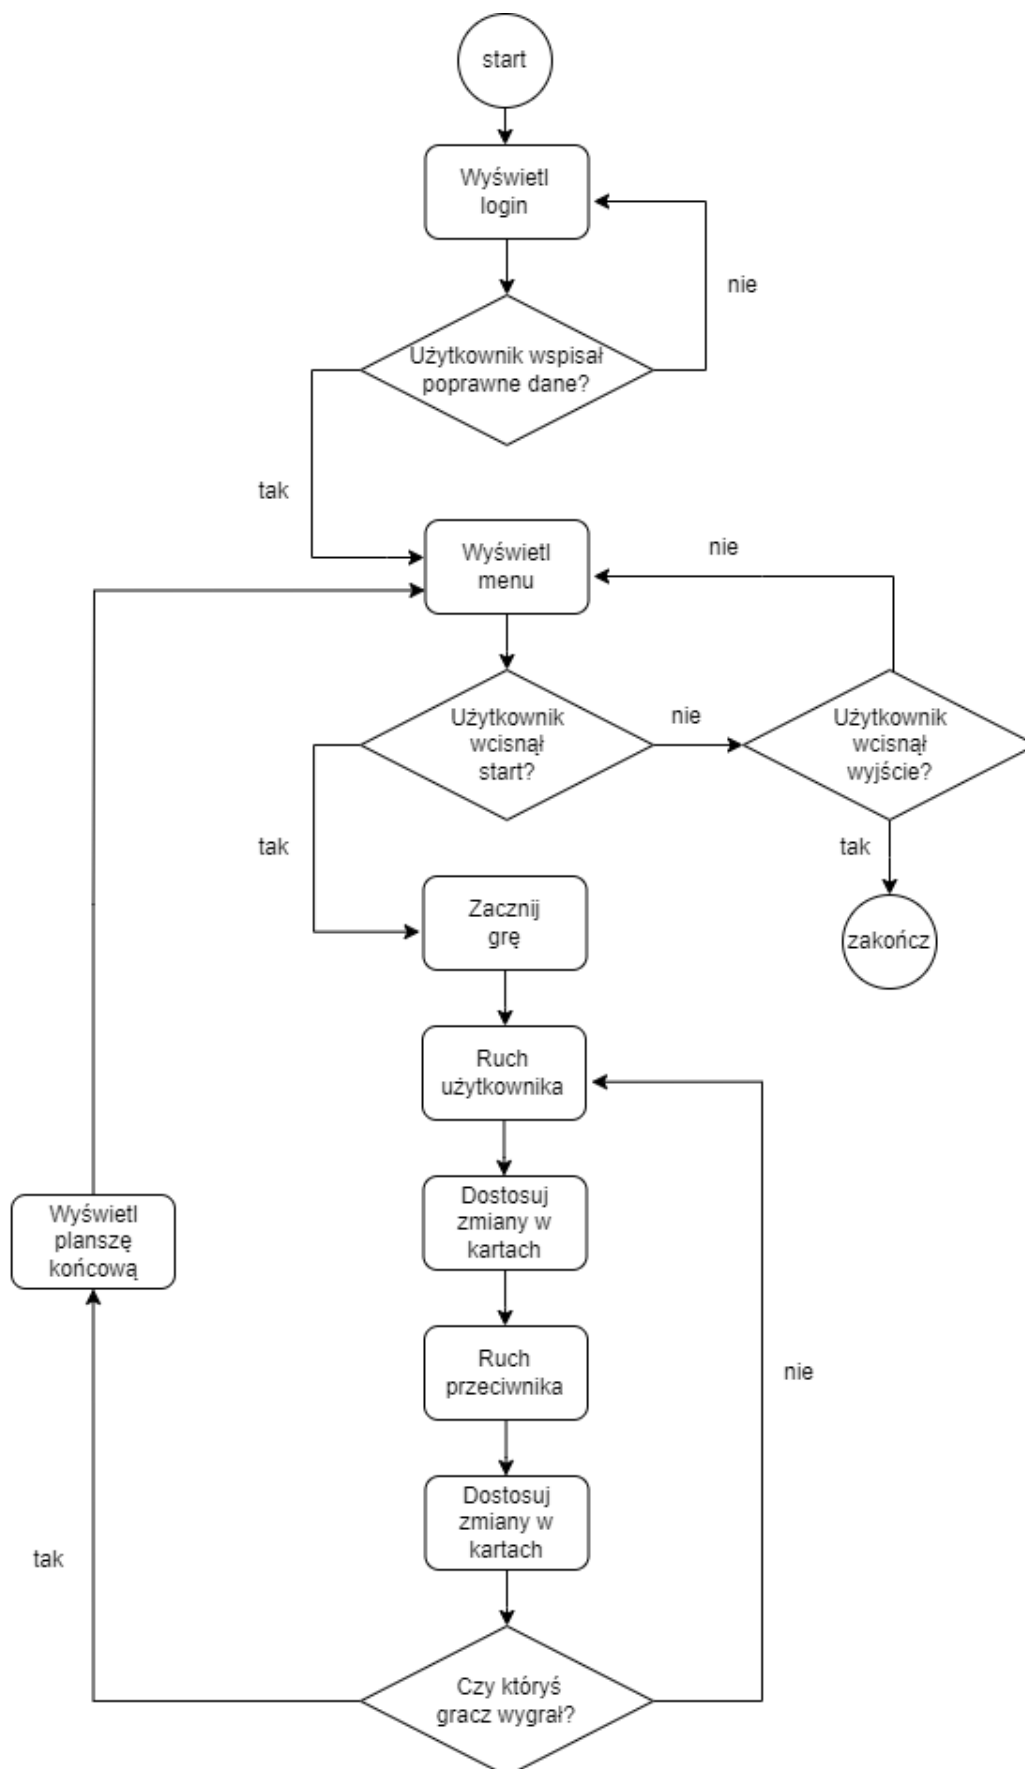 start
Wyświetl
login
nie
Użytkownik wspisał
poprawne dane?
tak
Wyświetl
menu
nie
Użytkownik
wcisnął
start?
nie
Użytkownik
wcisnął
wyjście?
tak
tak
Zacznij
grę
zakończ
Ruch
użytkownika
Dostosuj
zmiany w
kartach
Wyświetl
planszę
końcową
Ruch
przeciwnika
nie
Dostosuj
zmiany w
kartach
tak
Czy któryś
gracz wygrał?